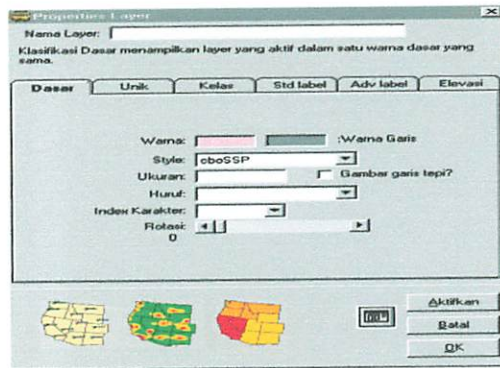 Properties Layer
Nama Layer:
Klasifikasi Dasar menampilkan layer yang aktif dalam satu warna dasar yang
sama.
Dasar Unik Kelas Std label Adv label Elevasi
Warna: :Warna Garis
Style: cboSSP
Ukuran: Gambar garis tepi?
Huruf:
Index Karakter:
Rotasi:
0
Aktifkan
Batal
OK